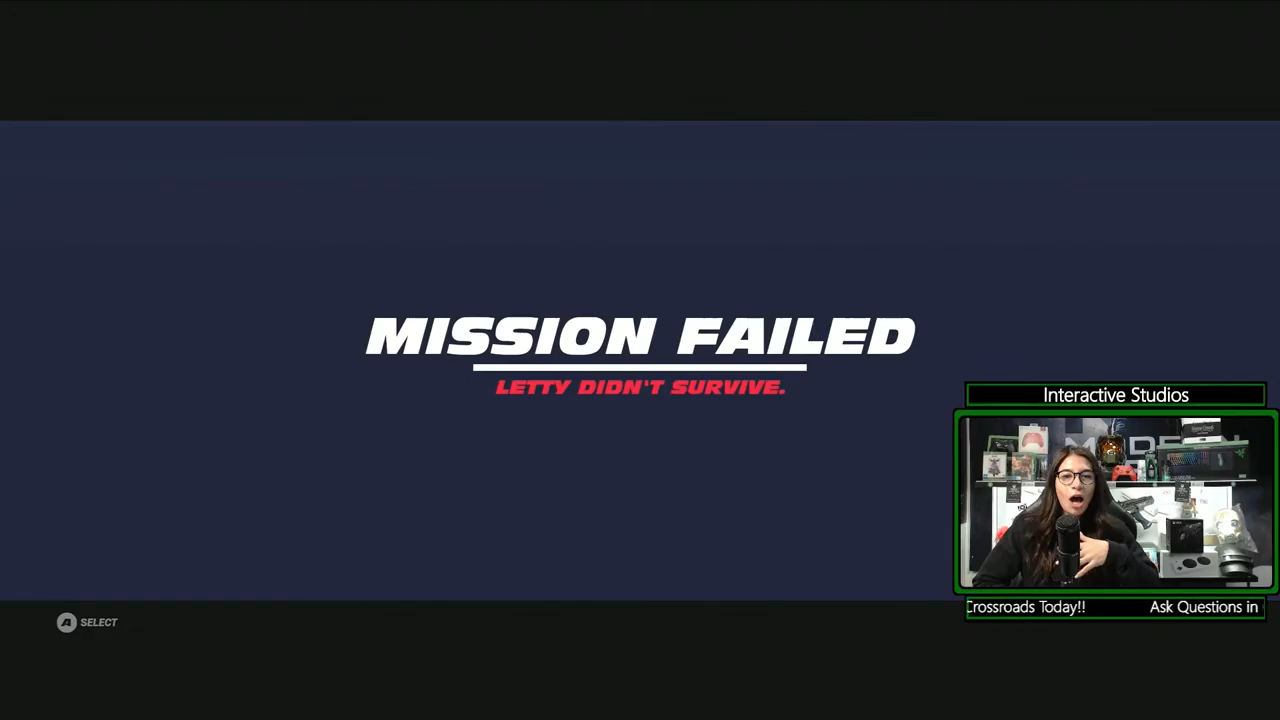 MISSION FAILED
LETTY DIDN'T SURVIVE.
Interactive Studios
Crossroads Today!! Ask Questions in
A SELECT